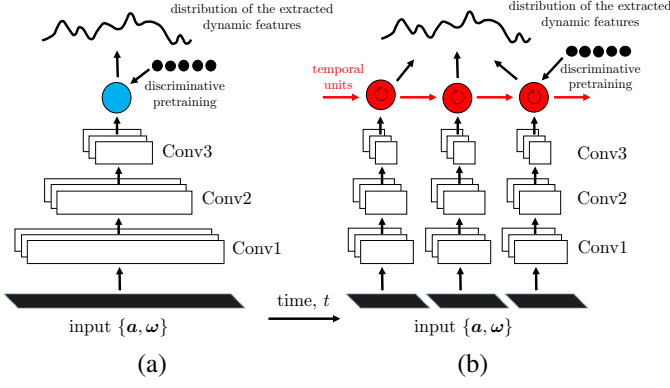 distribution of the extracted
dynamic features
discriminative
pretraining
Conv3
Conv2
Conv1
input {a, ω}
(a)
time, t
distribution of the extracted
dynamic features
temporal
units
discriminative
pretraining
Conv3
Conv2
Conv1
input {a, ω}
(b)